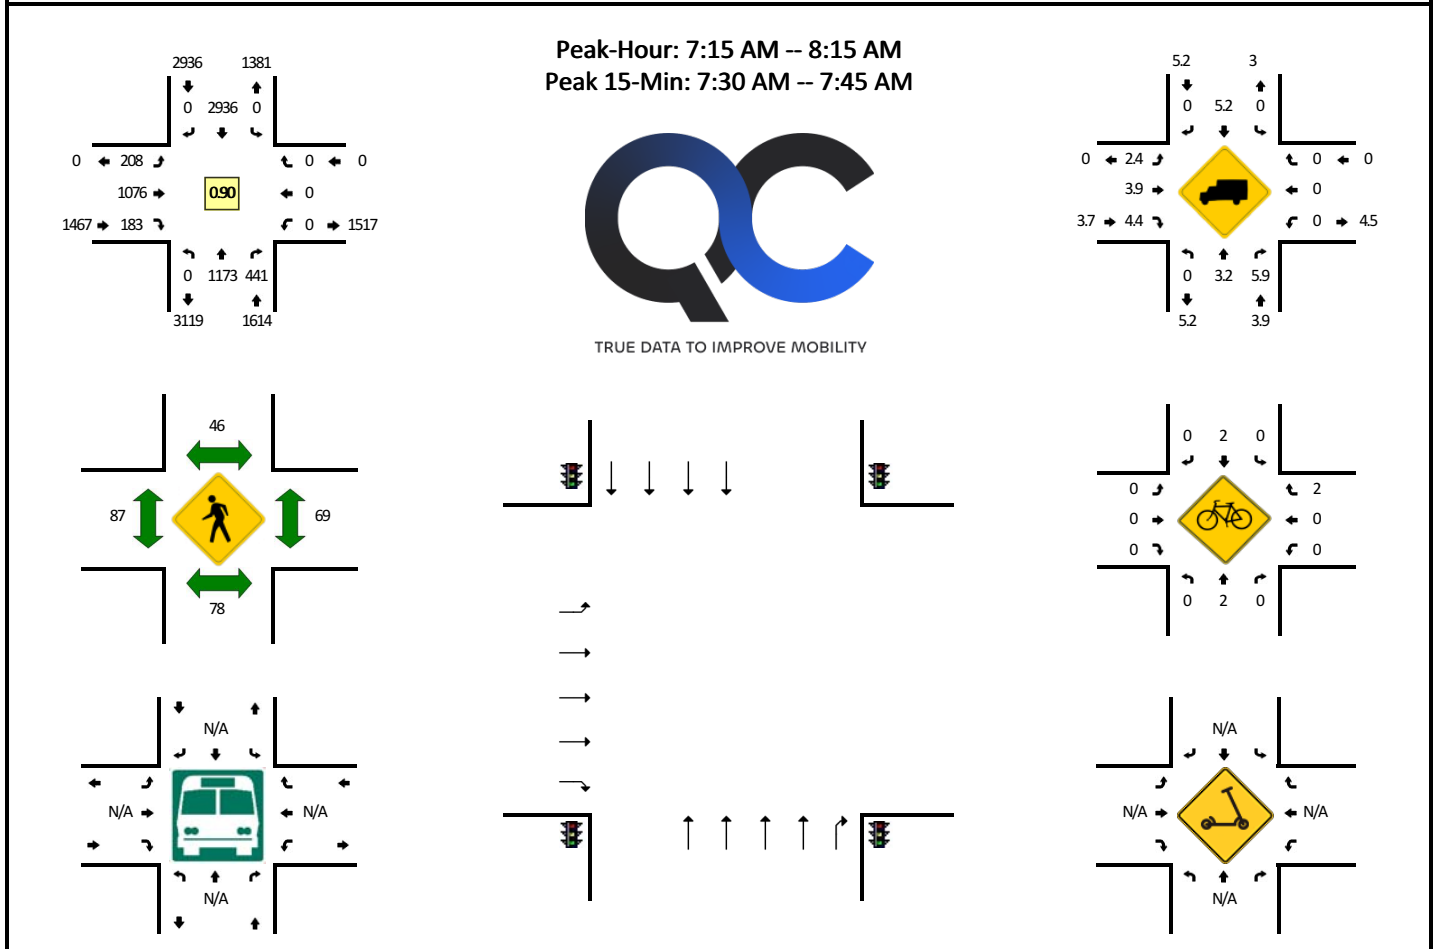 Peak-Hour: 7:15 AM -- 8:15 AM
Peak 15-Min: 7:30 AM -- 7:45 AM
2936 1381
0 2936 0
0 208 0 0
1076 0.90 0
1467 183 0 1517
0 1173 441
3119 1614
TRUE DATA TO IMPROVE MOBILITY
5.2 3
0 5.2 0
0 2.4 0 0
3.9 0
3.7 4.4 0 4.5
0 3.2 5.9
5.2 3.9
46
87 69
78
0 2 0
0 2
0 0
0 0
0 2 0
N/A
N/A N/A
N/A
N/A
N/A N/A
N/A